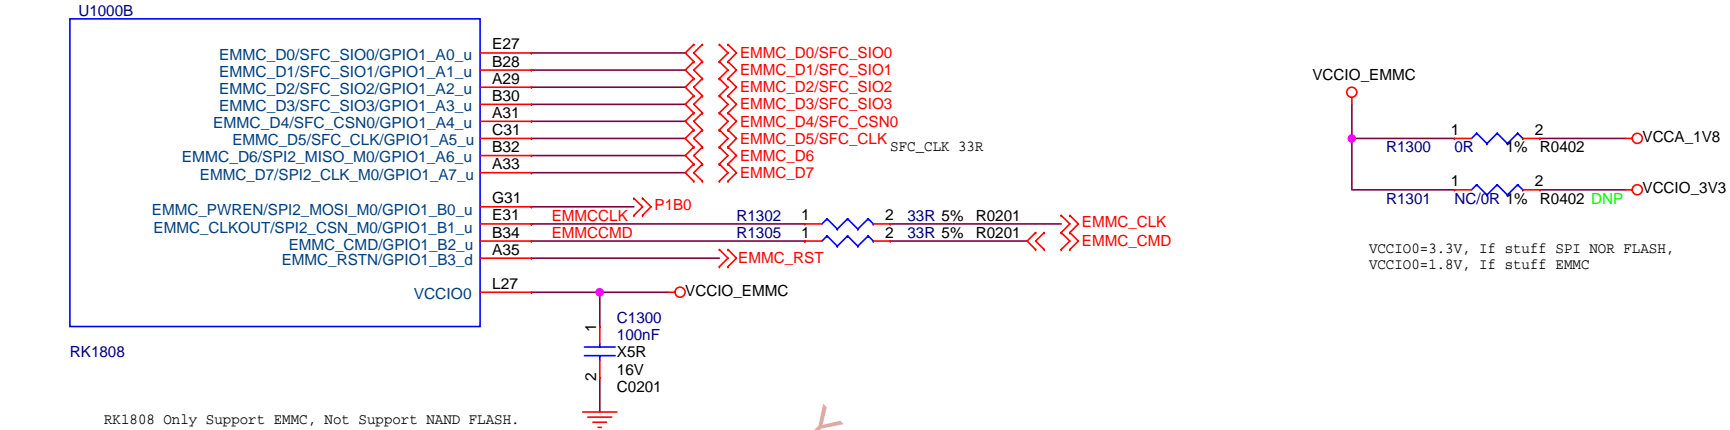 U1000B
EMMC_D0/SFC_SIO0/GPIO1_A0_u E27 EMMC_D0/SFC_SIO0
EMMC_D1/SFC_SIO1/GPIO1_A1_u B28 EMMC_D1/SFC_SIO1
EMMC_D2/SFC_SIO2/GPIO1_A2_u A29 EMMC_D2/SFC_SIO2
EMMC_D3/SFC_SIO3/GPIO1_A3_u B30 EMMC_D3/SFC_SIO3
EMMC_D4/SFC_CSN0/GPIO1_A4_u A31 EMMC_D4/SFC_CSN0
EMMC_D5/SFC_CLK/GPIO1_A5_u C31 EMMC_D5/SFC_CLK SFC_CLK 33R
EMMC_D6/SPI2_MISO_M0/GPIO1_A6_u B32 EMMC_D6
EMMC_D7/SPI2_CLK_M0/GPIO1_A7_u A33 EMMC_D7
EMMC_PWREN/SPI2_MOSI_M0/GPIO1_B0_u G31 P1B0
EMMC_CLKOUT/SPI2_CSN_M0/GPIO1_B1_u E31 EMMCCLK R1302 1 2 33R 5% R0201 EMMC_CLK
EMMC_CMD/GPIO1_B2_u B34 EMMCCMD R1305 1 2 33R 5% R0201 EMMC_CMD
EMMC_RSTN/GPIO1_B3_d A35 EMMC_RST
VCCIO0 L27 VCCIO_EMMC
1 C1300
100nF
X5R
2 16V
C0201
RK1808
RK1808 Only Support EMMC, Not Support NAND FLASH.
VCCIO_EMMC
R1300 1 0R 1% 2 R0402 VCCA_1V8
R1301 1 NC/0R 1% 2 R0402 DNP VCCIO_3V3
VCCIO0=3.3V, If stuff SPI NOR FLASH,
VCCIO0=1.8V, If stuff EMMC